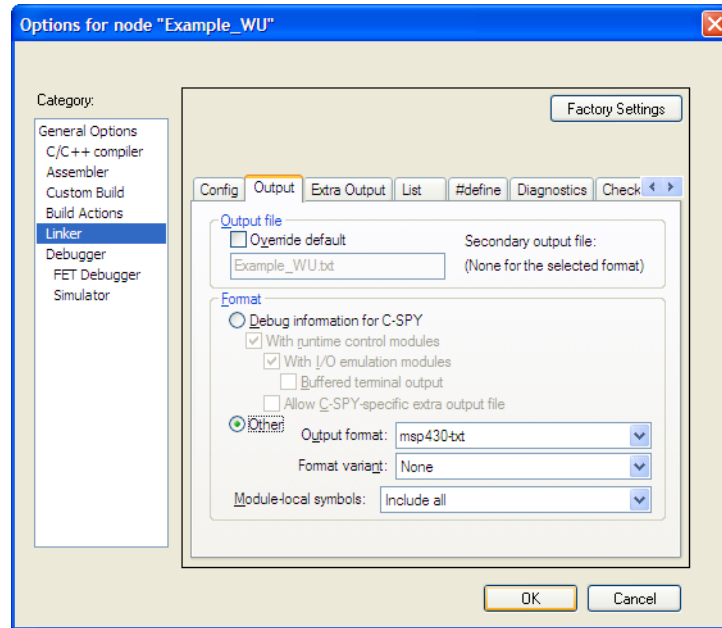 Options for node "Example_WU"
Category:
Factory Settings
General Options
C/C++ compiler
Assembler
Custom Build
Build Actions
Linker
Debugger
FET Debugger
Simulator
Config Output Extra Output List #define Diagnostics Check
Output file
Override default
Secondary output file:
Example_WU.txt
(None for the selected format)
Format
Debug information for C-SPY
With runtime control modules
With I/O emulation modules
Buffered terminal output
Allow C-SPY-specific extra output file
Other
Output format: msp430-txt
Format variant: None
Module-local symbols: Include all
OK Cancel